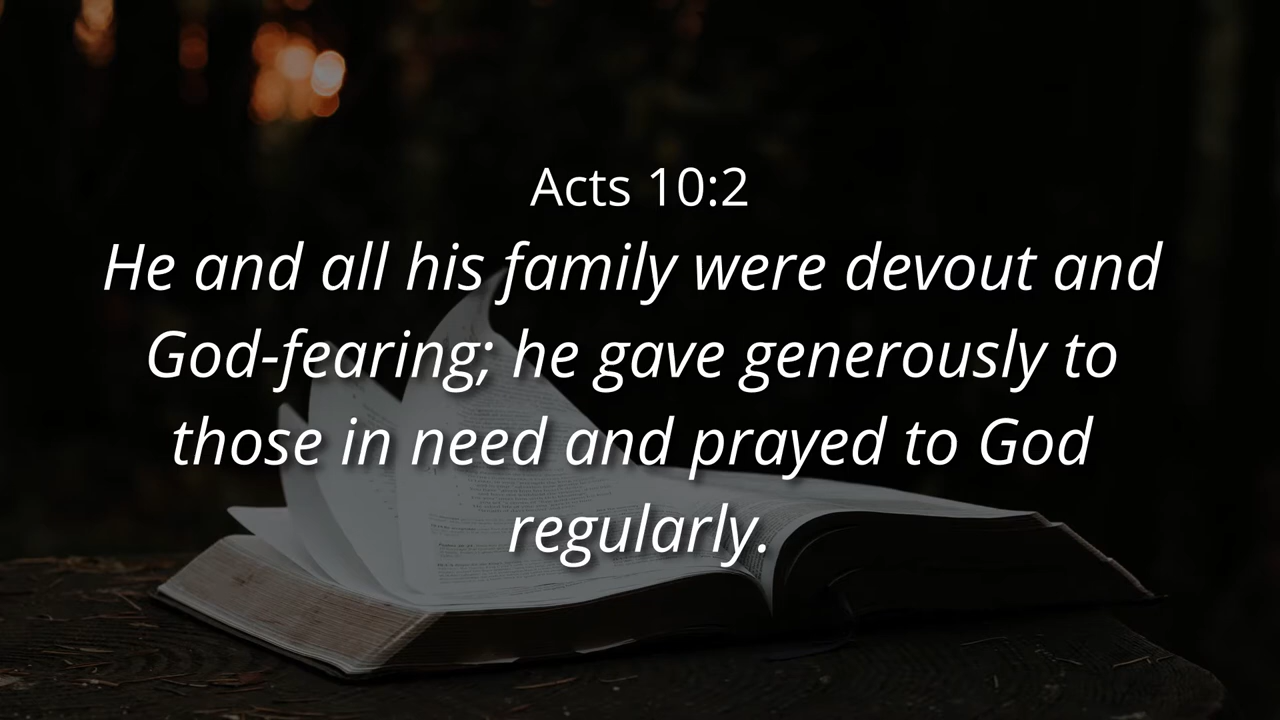 Acts 10:2
He and all his family were devout and
God-fearing; he gave generously to
those in need and prayed to God
regularly.